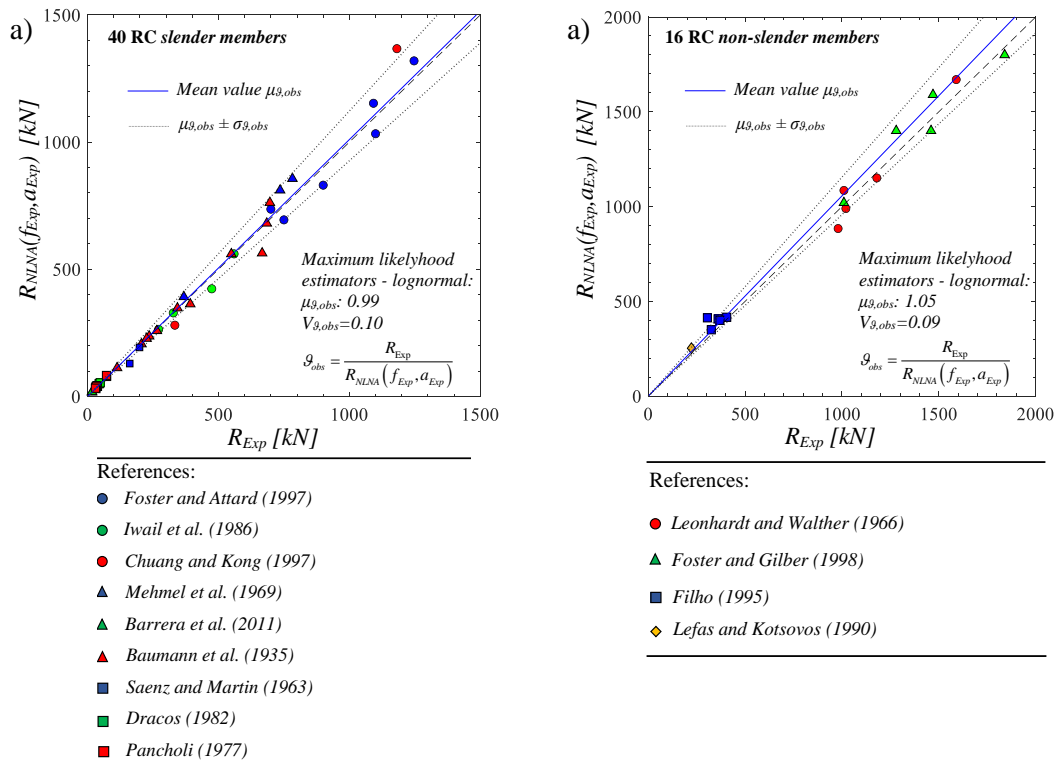 a)
40 RC slender members
Mean value μϑ,obs
μϑ,obs ± σϑ,obs
Maximum likelyhood
estimators - lognormal:
μϑ,obs: 0.99
Vϑ,obs=0.10
ϑobs = RExp / RNLNA(fExp,aExp)
RNLNA(fExp,aExp) [kN]
1500
1000
500
0
0 500 1000 1500
RExp [kN]
References:
Foster and Attard (1997)
Iwail et al. (1986)
Chuang and Kong (1997)
Mehmel et al. (1969)
Barrera et al. (2011)
Baumann et al. (1935)
Saenz and Martin (1963)
Dracos (1982)
Pancholi (1977)
a)
16 RC non-slender members
Mean value μϑ,obs
μϑ,obs ± σϑ,obs
Maximum likelyhood
estimators - lognormal:
μϑ,obs: 1.05
Vϑ,obs=0.09
ϑobs = RExp / RNLNA(fExp,aExp)
RNLNA(fExp,aExp) [kN]
2000
1500
1000
500
0
0 500 1000 1500 2000
RExp [kN]
References:
Leonhardt and Walther (1966)
Foster and Gilber (1998)
Filho (1995)
Lefas and Kotsovos (1990)